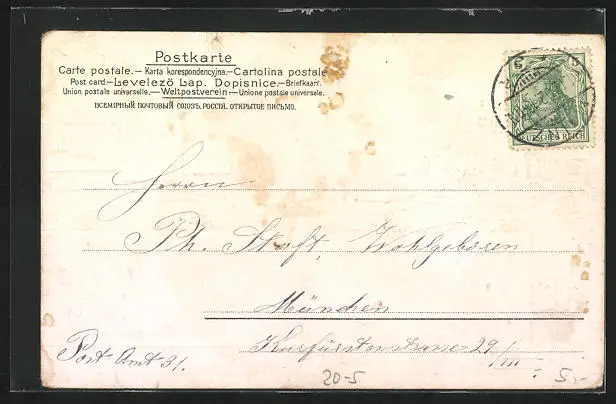 Postkarte
Carte postale.— Karta korespondencyjna.—Cartolina postale
Post card.—Levelező Lap. Dopisnice.—Briefkaart.
Union postale universelle.—Weltpostverein—Unione postale universale.
ВСЕМІРНЫЙ ПОЧТОВЫЙ СОЮЗЪ. РОССІЯ. ОТКРЫТОЕ ПИСЬМО.
5 5
DEUTSCHES REICH
Herrn
Ph. Skaft, Wohlgeboren
München
Kurfürstenstrasse 29/III
Post Amt 31.
20-5
5.-